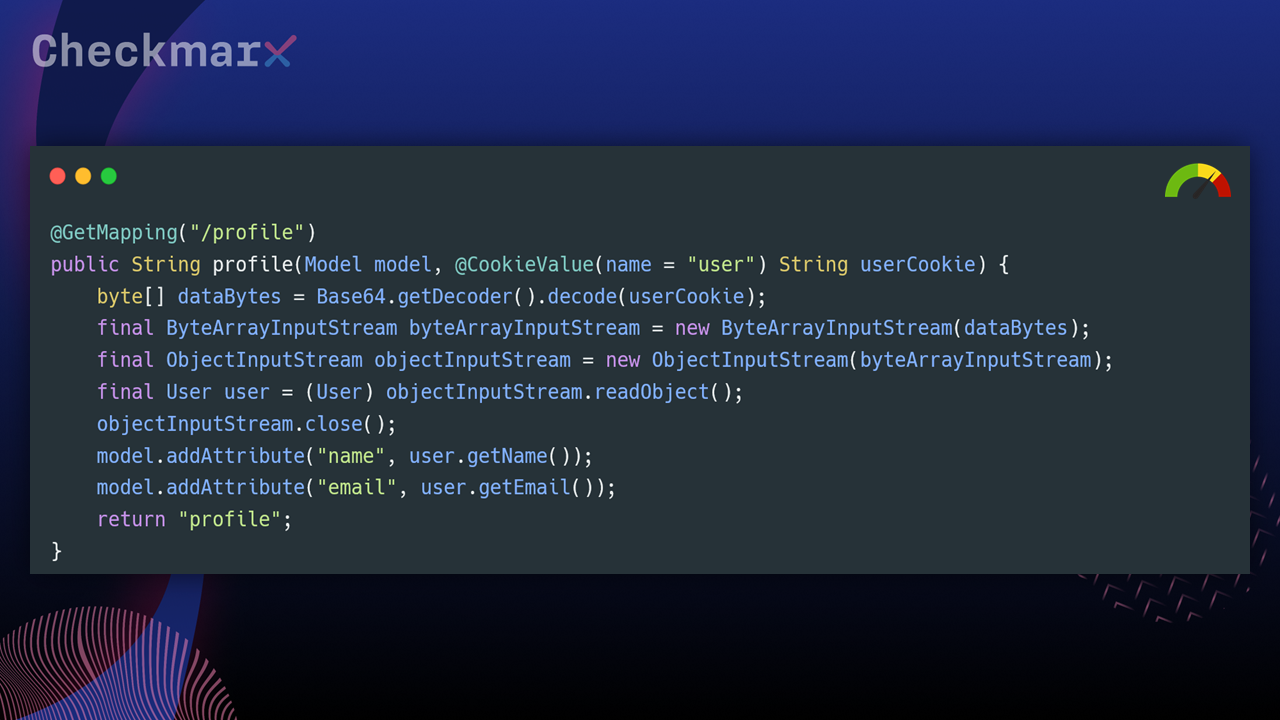 Checkmarx
@GetMapping("/profile")
public String profile(Model model, @CookieValue(name = "user") String userCookie) {
    byte[] dataBytes = Base64.getDecoder().decode(userCookie);
    final ByteArrayInputStream byteArrayInputStream = new ByteArrayInputStream(dataBytes);
    final ObjectInputStream objectInputStream = new ObjectInputStream(byteArrayInputStream);
    final User user = (User) objectInputStream.readObject();
    objectInputStream.close();
    model.addAttribute("name", user.getName());
    model.addAttribute("email", user.getEmail());
    return "profile";
}